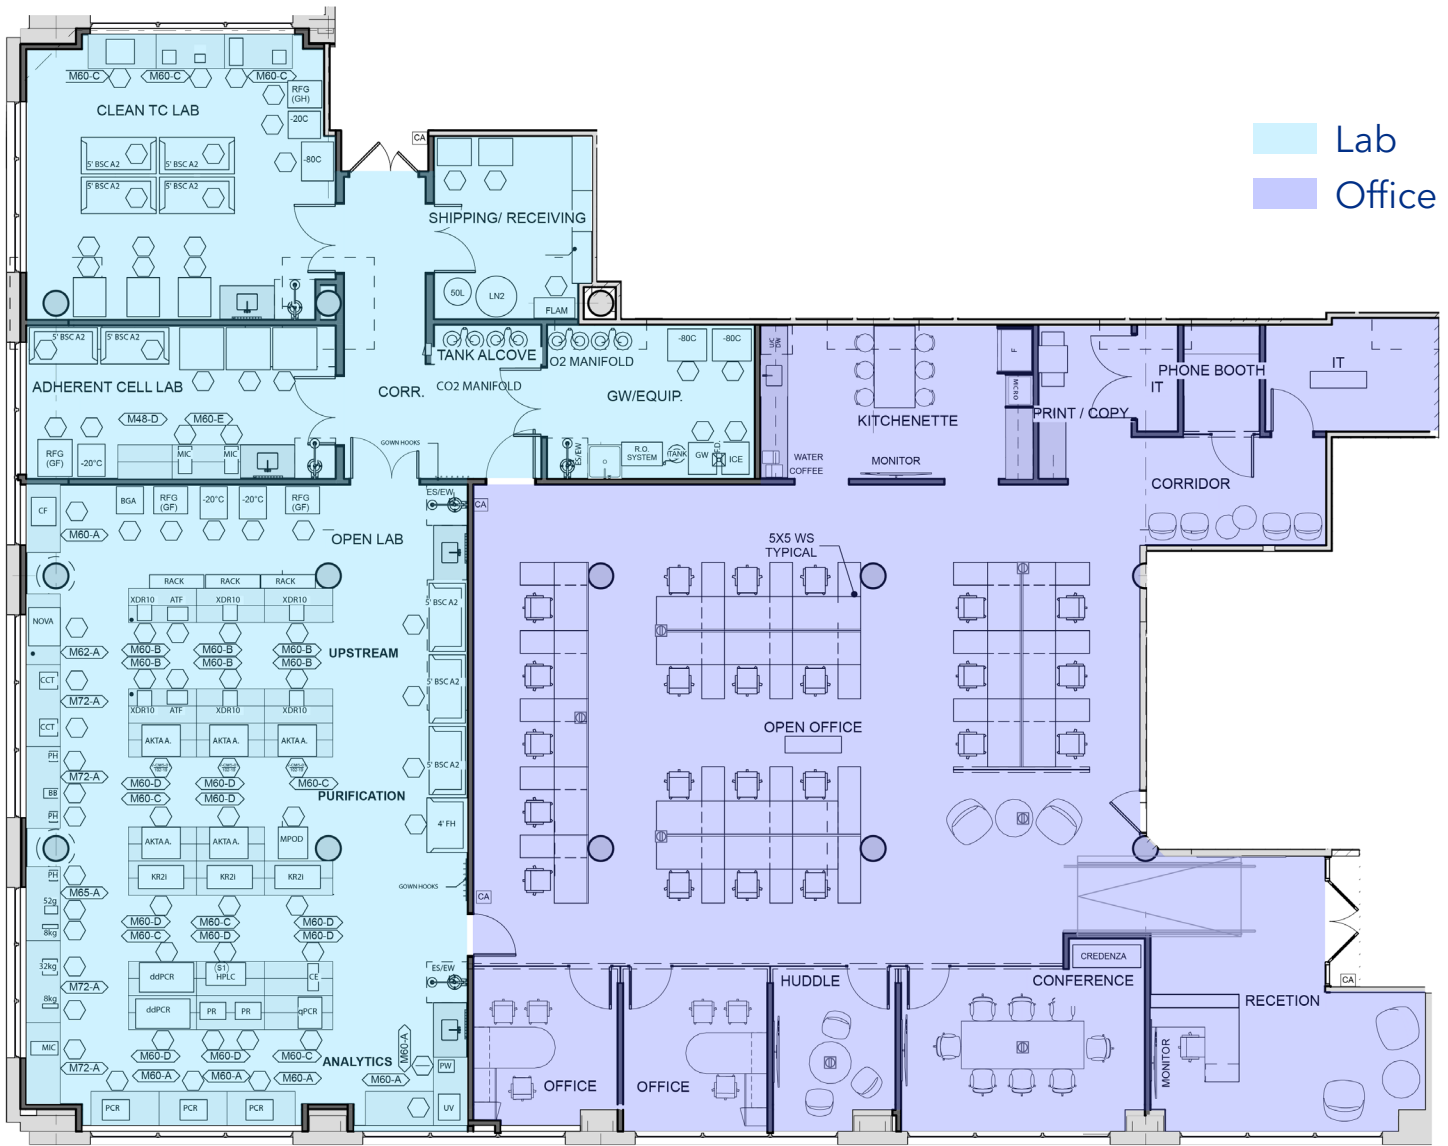 Lab
Office
M60-C
M60-C
M60-C
RFG
(GH)
CLEAN TC LAB
-20C
CA
-80C
5' BSC A2
5' BSC A2
5' BSC A2
5' BSC A2
SHIPPING/ RECEIVING
50L
LN2
FLAM
5' BSC A2
5' BSC A2
TANK ALCOVE
O2 MANIFOLD
-80C
-80C
U/C
DW
F
IT
PHONE BOOTH
IT
ADHERENT CELL LAB
CORR.
CO2 MANIFOLD
GW/EQUIP.
MICRO
KITCHENETTE
PRINT / COPY
M48-D
M60-E
GOWN HOOKS
RFG
(GF)
-20°C
MIC
MIC
ES/EW
R.O.
SYSTEM
TANK
GW
ICE
WATER
COFFEE
MONITOR
CORRIDOR
CF
BGA
RFG
(GF)
-20°C
-20°C
RFG
(GF)
ES/EW
CA
M60-A
OPEN LAB
5X5 WS
TYPICAL
RACK
RACK
RACK
XDR10
ATF
XDR10
XDR10
5' BSC A2
NOVA
M62-A
M60-B
M60-B
M60-B
M60-B
M60-B
M60-B
UPSTREAM
CCT
5' BSC A2
M72-A
XDR10
ATF
XDR10
XDR10
CCT
AKTA A.
AKTA A.
AKTA A.
OPEN OFFICE
PH
5' BSC A2
M72-A
M60-D
M60-D
M60-C
BB
M60-C
M60-D
PURIFICATION
PH
4' FH
AKTA A.
AKTA A.
MPOD
PH
KR2i
KR2i
KR2i
GOWN HOOKS
M65-A
CA
52g
8kg
M60-D
M60-C
M60-D
M60-C
M60-D
M60-D
32kg
ddPCR
(S1)
HPLC
CE
ES/EW
CREDENZA
M72-A
HUDDLE
CONFERENCE
CA
8kg
ddPCR
PR
PR
qPCR
RECETION
MIC
M60-D
M60-D
M60-C
ANALYTICS
M60-A
M72-A
M60-A
M60-A
M60-A
M60-A
PW
OFFICE
OFFICE
MONITOR
PCR
PCR
PCR
UV